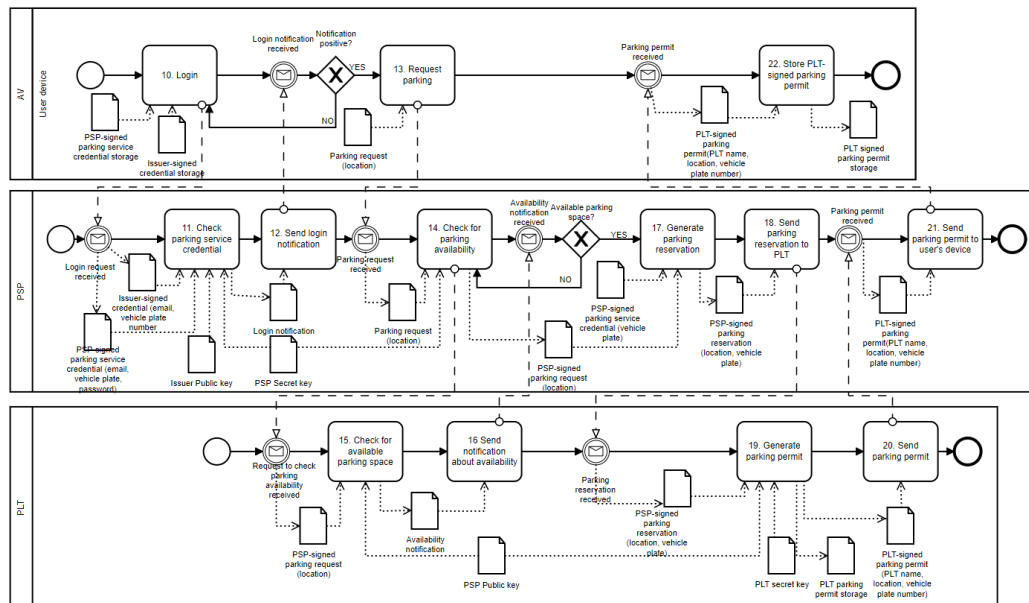 AV
User device
10. Login
Login notification
received
Notification
positive?
YES
NO
13. Request
parking
Parking permit
received
22. Store PLT-
signed parking
permit
PSP-signed
parking service
credential storage
Issuer-signed
credential storage
Parking request
(location)
PLT-signed
parking
permit(PLT name,
location, vehicle
plate number)
PLT signed
parking permit
storage
PSP
Login request
received
11. Check
parking service
credential
12. Send login
notification
Parking request
received
14. Check for
parking
availability
Availability
notification
received
Available parking
space?
YES
NO
17. Generate
parking
reservation
18. Send
parking
reservation to
PLT
Parking permit
received
21. Send
parking permit to
user's device
Issuer-signed
credential (email,
vehicle plate
number
PSP-signed
parking service
credential (email,
vehicle plate,
password)
Issuer Public key
Login notification
PSP Secret key
Parking request
(location)
PSP-signed
parking request
(location)
PSP-signed
parking service
credential (vehicle
plate)
PSP-signed
parking
reservation
(location, vehicle
plate)
PLT-signed
parking
permit(PLT name,
location, vehicle
plate number)
PLT
Request to check
parking
availability
received
15. Check for
available
parking space
16 Send
notification
about availability
Parking
reservation
received
19. Generate
parking permit
20. Send
parking permit
PSP-signed
parking request
(location)
Availability
notification
PSP Public key
PSP-signed
parking
reservation
(location, vehicle
plate)
PLT secret key
PLT parking
permit storage
PLT-signed
parking permit
(PLT name,
location, vehicle
number)